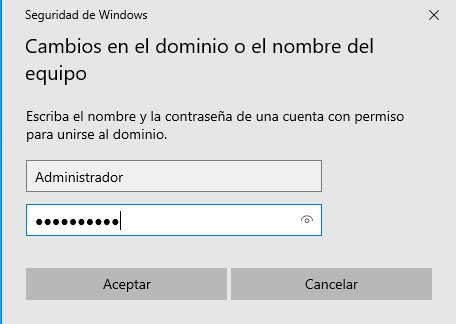 Seguridad de Windows
Cambios en el dominio o el nombre del
equipo
Escriba el nombre y la contraseña de una cuenta con permiso
para unirse al dominio.
Administrador
●●●●●●●●●●
Aceptar
Cancelar